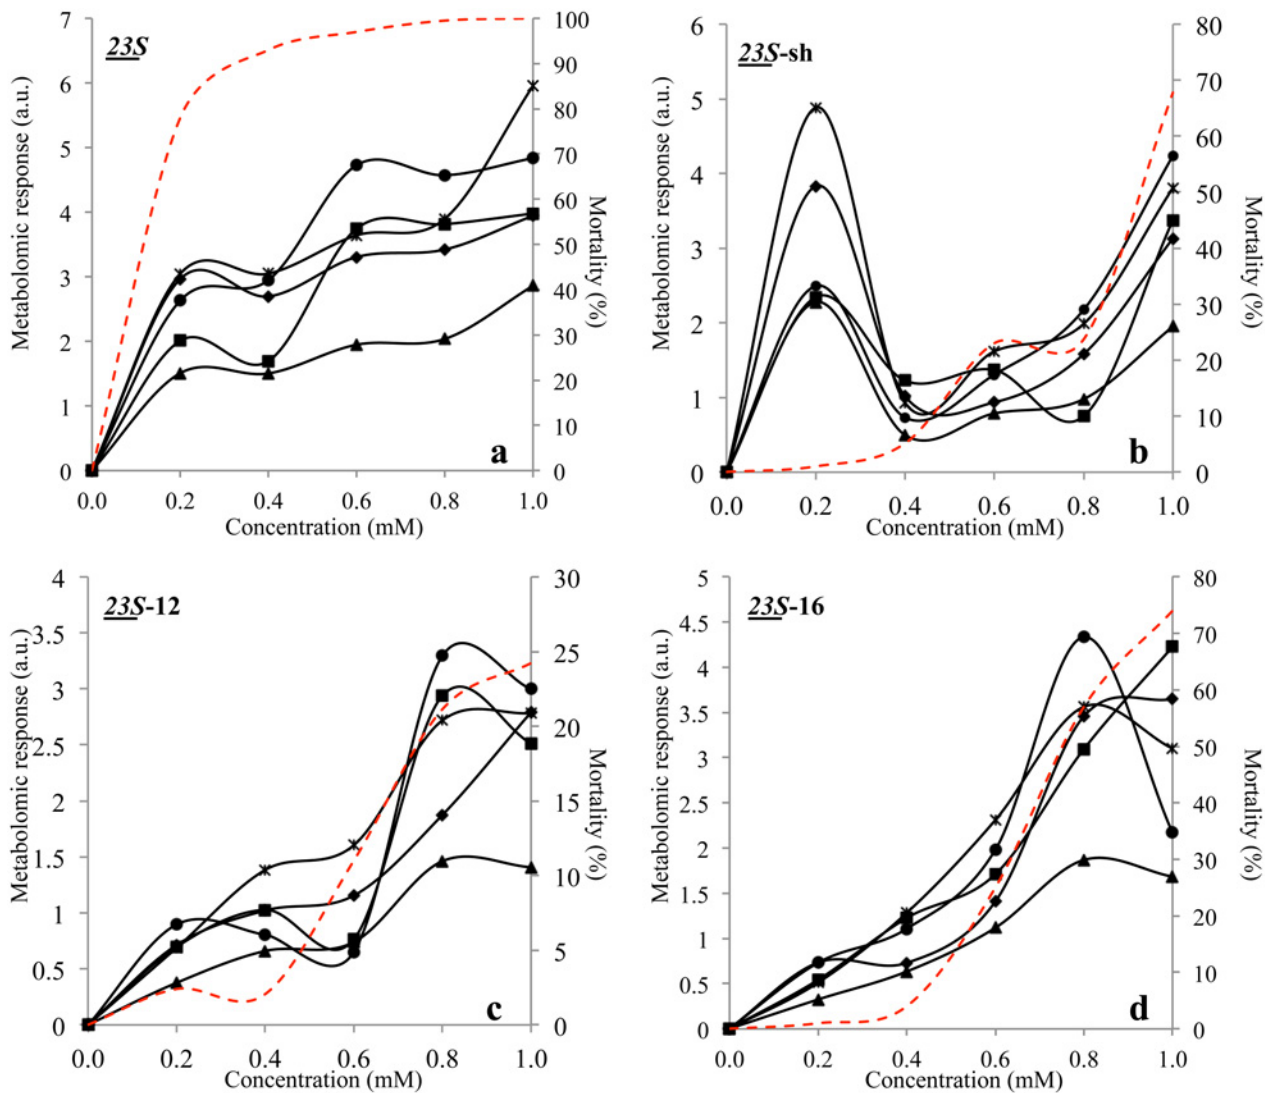 23S
Metabolomic response (a.u.)
7
6
5
4
3
2
1
0
100
90
80
70
60
50
40
30
20
10
0
Mortality (%)
a
0.0 0.2 0.4 0.6 0.8 1.0
Concentration (mM)
23S-sh
Metabolomic response (a.u.)
6
5
4
3
2
1
0
80
70
60
50
40
30
20
10
0
Mortality (%)
b
0.0 0.2 0.4 0.6 0.8 1.0
Concentration (mM)
23S-12
Metabolomic response (a.u.)
4
3.5
3
2.5
2
1.5
1
0.5
0
30
25
20
15
10
5
0
Mortality (%)
c
0.0 0.2 0.4 0.6 0.8 1.0
Concentration (mM)
23S-16
Metabolomic response (a.u.)
5
4.5
4
3.5
3
2.5
2
1.5
1
0.5
0
80
70
60
50
40
30
20
10
0
Mortality (%)
d
0.0 0.2 0.4 0.6 0.8 1.0
Concentration (mM)